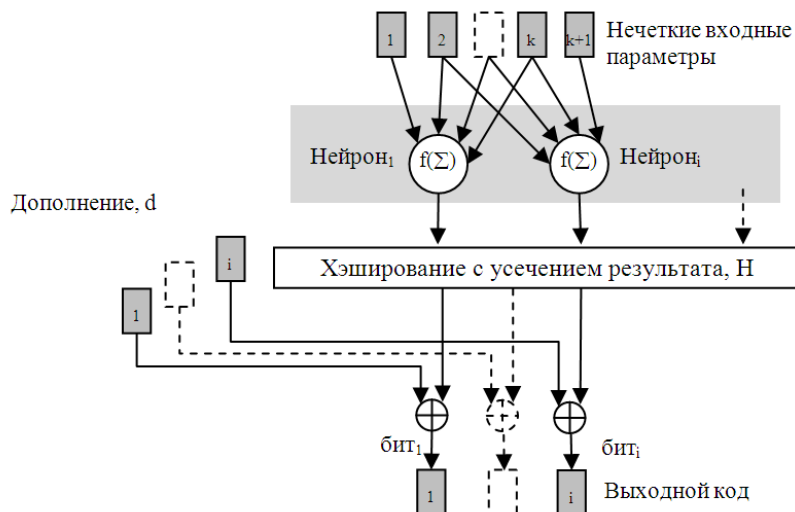 1 2 k k+1
Нечеткие входные
параметры
Нейрон1 f(Σ) f(Σ) Нейронi
Дополнение, d
i
1
Хэширование с усечением результата, H
бит1 битi
1 i
Выходной код